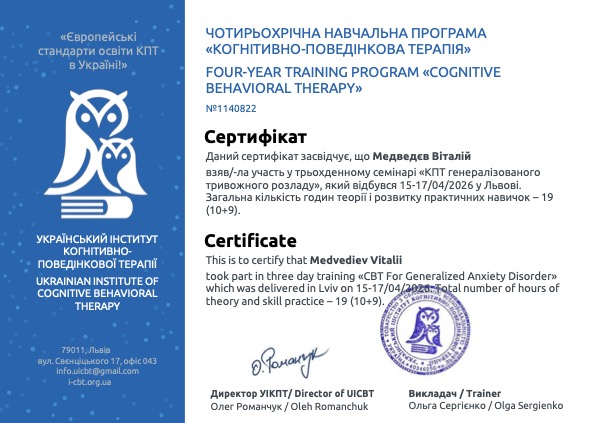 «Європейські
стандарти освіти КПТ
в Україні!»
УКРАЇНСЬКИЙ ІНСТИТУТ
КОГНІТИВНО-
ПОВЕДІНКОВОЇ ТЕРАПІЇ
UKRAINIAN INSTITUTE OF
COGNITIVE BEHAVIORAL
THERAPY
79011, Львів
вул. Свєнціцького 17, офіс 043
info.uicbt@gmail.com
i-cbt.org.ua
ЧОТИРЬОХРІЧНА НАВЧАЛЬНА ПРОГРАМА
«КОГНІТИВНО-ПОВЕДІНКОВА ТЕРАПІЯ»
FOUR-YEAR TRAINING PROGRAM «COGNITIVE
BEHAVIORAL THERAPY»
№1140822
Сертифікат
Даний сертифікат засвідчує, що Медведєв Віталій
взяв/-ла участь у трьохденному семінарі «КПТ генералізованого
тривожного розладу», який відбувся 15-17/04/2026 у Львові.
Загальна кількість годин теорії і розвитку практичних навичок – 19
(10+9).
Certificate
This is to certify that Medvediev Vitalii
took part in three day training «CBT For Generalized Anxiety Disorder»
which was delivered in Lviv on 15-17/04/2026. Total number of hours of
theory and skill practice – 19 (10+9).
О. Романчук
Директор УІКПТ/ Director of UICBT
Олег Романчук / Oleh Romanchuk
Викладач / Trainer
Ольга Сергієнко / Olga Sergienko